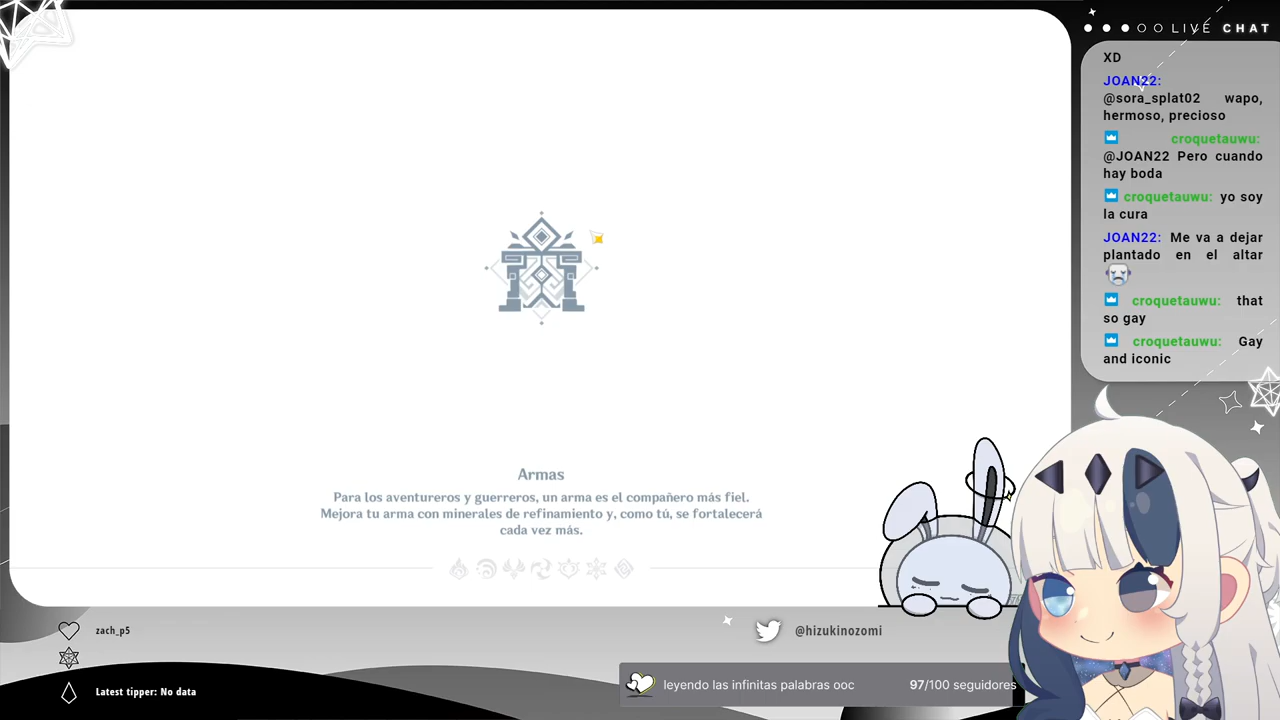 LIVE CHAT
XD
JOAN22:
@sora_splat02 wapo,
hermoso, precioso
croquetauwu:
@JOAN22 Pero cuando
hay boda
croquetauwu: yo soy
la cura
JOAN22: Me va a dejar
plantado en el altar
croquetauwu: that
so gay
croquetauwu: Gay
and iconic
Armas
Para los aventureros y guerreros, un arma es el compañero más fiel.
Mejora tu arma con minerales de refinamiento y, como tú, se fortalecerá
cada vez más.
zach_p5
@hizukinozomi
leyendo las infinitas palabras ooc 97/100 seguidores
Latest tipper: No data